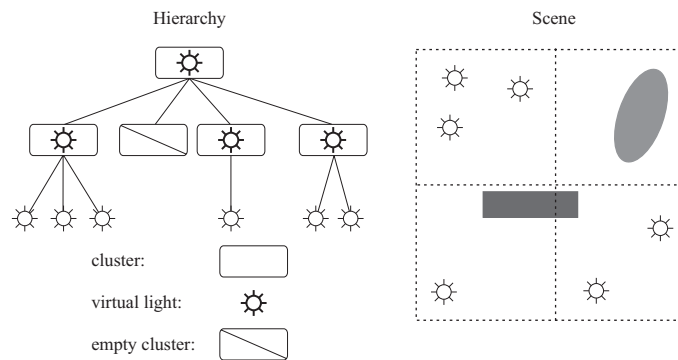 Hierarchy
Scene
cluster:
virtual light:
empty cluster: